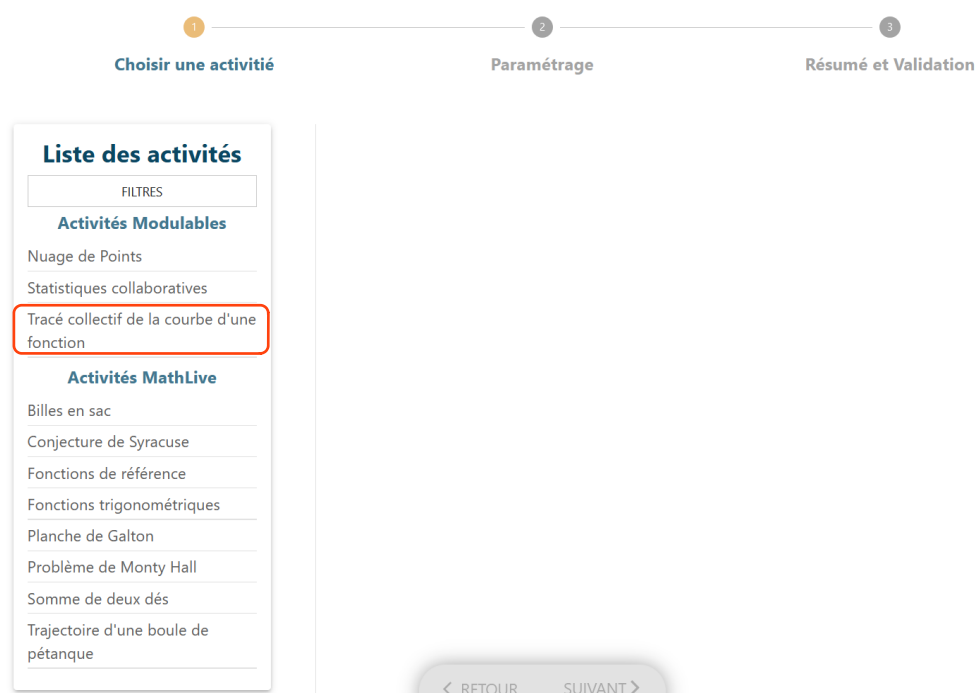 1
2
3
Choisir une activitié
Paramétrage
Résumé et Validation
Liste des activités
FILTRES
Activités Modulables
Nuage de Points
Statistiques collaboratives
Tracé collectif de la courbe d'une
fonction
Activités MathLive
Billes en sac
Conjecture de Syracuse
Fonctions de référence
Fonctions trigonométriques
Planche de Galton
Problème de Monty Hall
Somme de deux dés
Trajectoire d'une boule de
pétanque
RETOUR
SUIVANT